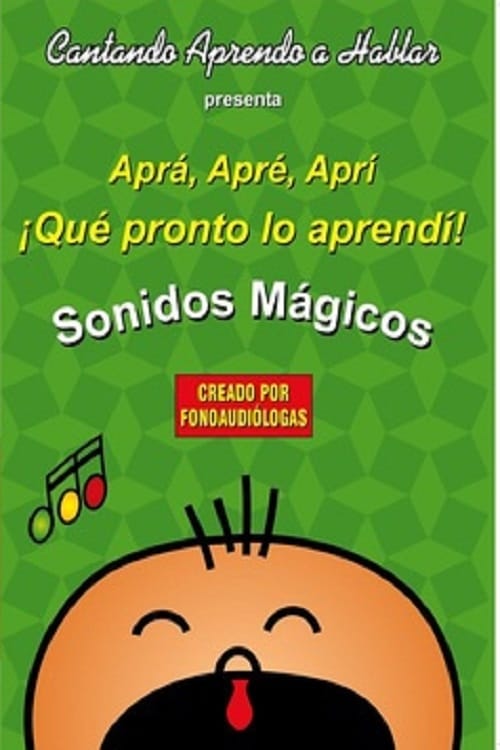 Cantando Aprendo a Hablar
presenta
Aprá, Apré, Aprí
¡Qué pronto lo aprendí!
Sonidos Mágicos
CREADO POR
FONOAUDIÓLOGAS